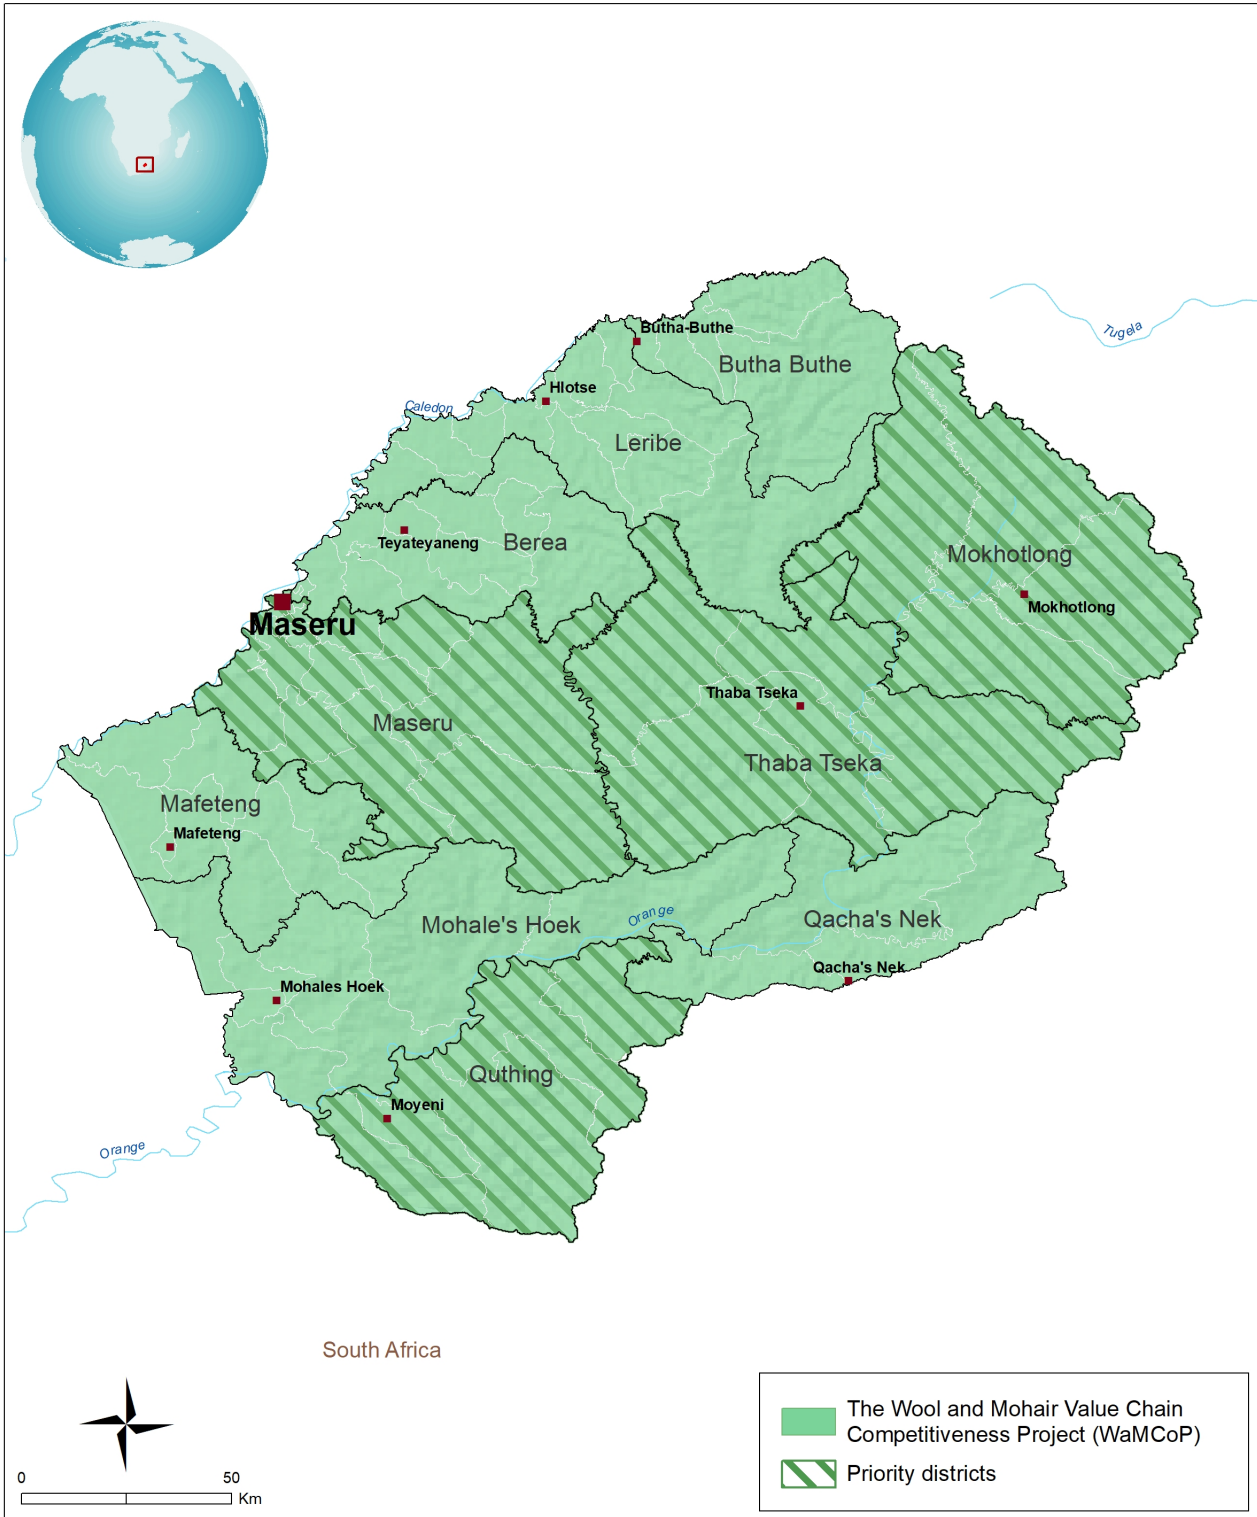 Tugela
Butha-Buthe
Butha Buthe
Hlotse
Caledon
Leribe
Teyateyaneng
Berea
Mokhotlong
Mokhotlong
Maseru
Thaba Tseka
Maseru
Thaba Tseka
Mafeteng
Mafeteng
Orange
Mohale's Hoek
Qacha's Nek
Qacha's Nek
Mohales Hoek
Quthing
Moyeni
Orange
South Africa
The Wool and Mohair Value Chain
Competitiveness Project (WaMCoP)
Priority districts
0 50
Km